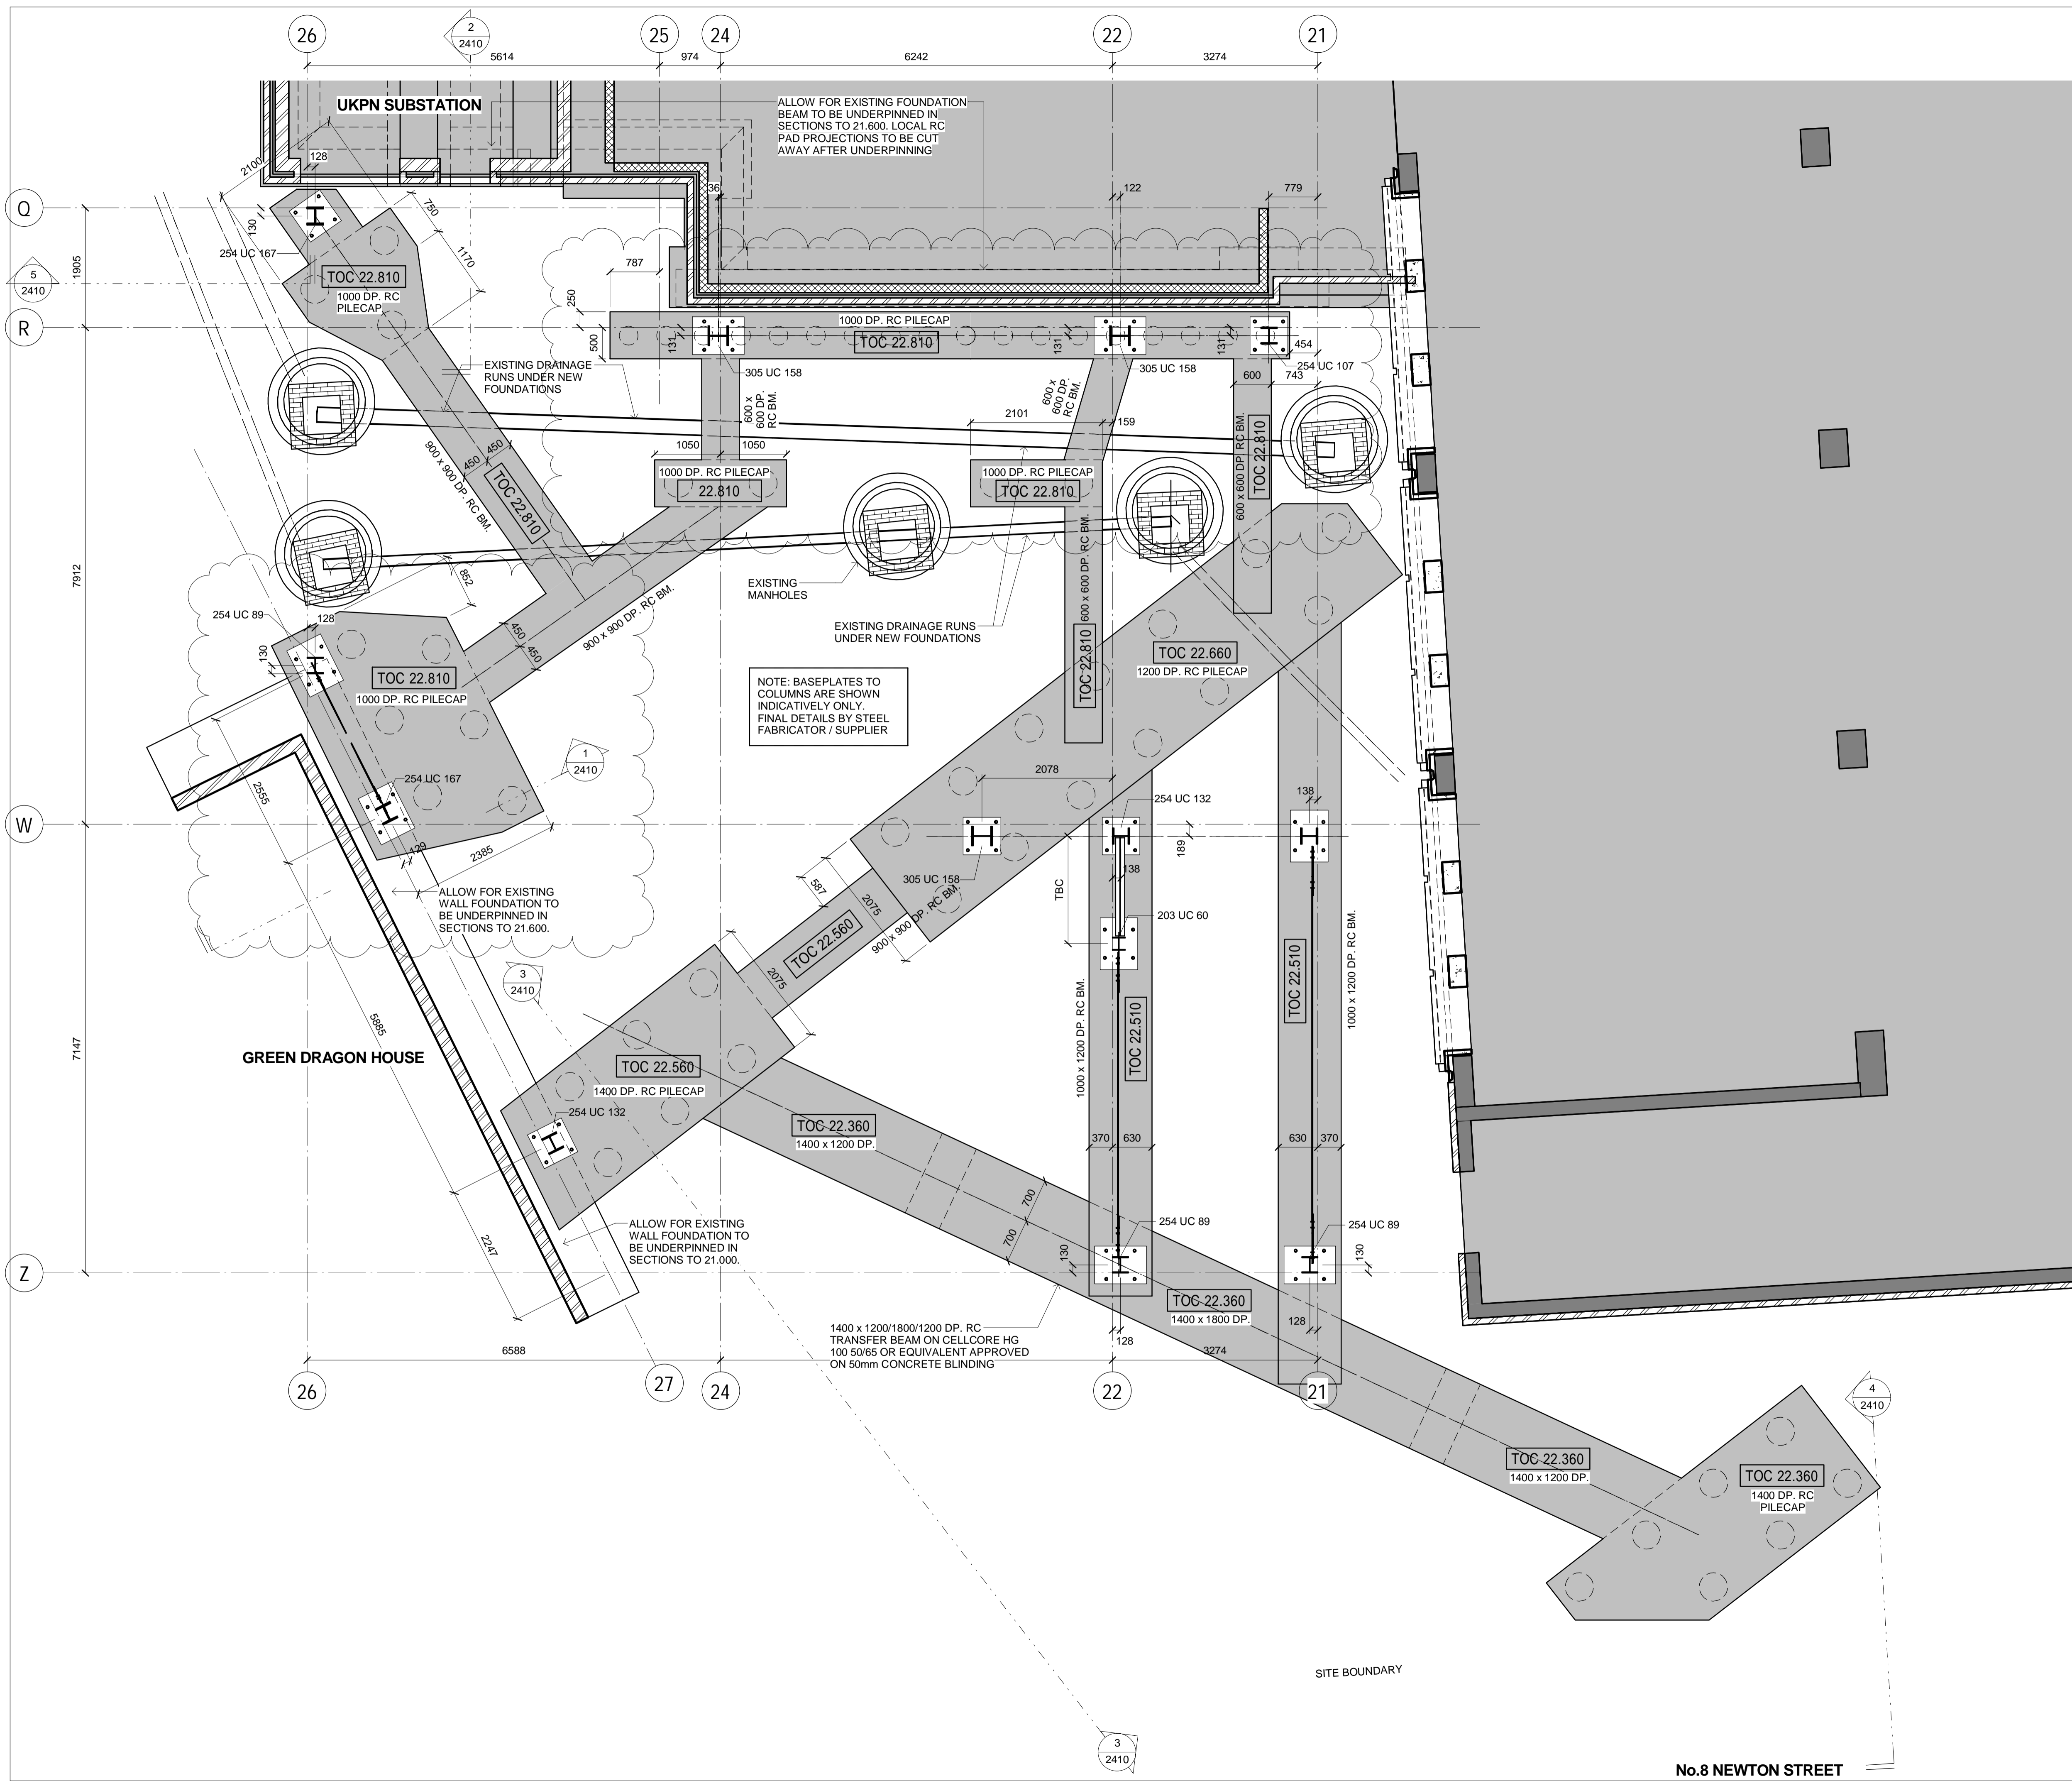 26
2
2410
25
24
22
21
5614
974
6242
3274
UKPN SUBSTATION
ALLOW FOR EXISTING FOUNDATION
BEAM TO BE UNDERPINNED IN
SECTIONS TO 21.600. LOCAL RC
PAD PROJECTIONS TO BE CUT
AWAY AFTER UNDERPINNING
2100
128
36
122
779
Q
130
750
254 UC 167
1170
1905
5
2410
TOC 22.810
1000 DP. RC
PILECAP
787
250
R
500
131
1000 DP. RC PILECAP
TOC 22.810
131
131
454
EXISTING DRAINAGE
RUNS UNDER NEW
FOUNDATIONS
305 UC 158
305 UC 158
254 UC 107
600
743
600 x
600 DP.
RC BM.
600 x
600 DP.
RC BM.
2101
159
600 x 600 DP. RC BM.
TOC 22.810
450
450
900 x 900 DP. RC BM.
TOC 22.810
1050
1050
1000 DP. RC PILECAP
22.810
1000 DP. RC PILECAP
TOC 22.810
7912
852
EXISTING
MANHOLES
600 x 600 DP. RC BM.
TOC 22.810
254 UC 89
128
130
450
450
900 x 900 DP. RC BM.
EXISTING DRAINAGE RUNS
UNDER NEW FOUNDATIONS
TOC 22.660
1200 DP. RC PILECAP
TOC 22.810
1000 DP. RC PILECAP
NOTE: BASEPLATES TO
COLUMNS ARE SHOWN
INDICATIVELY ONLY.
FINAL DETAILS BY STEEL
FABRICATOR / SUPPLIER
1
2410
2078
254 UC 167
2555
254 UC 132
138
W
129
2385
189
587
2075
305 UC 158
138
TBC
ALLOW FOR EXISTING
WALL FOUNDATION TO
BE UNDERPINNED IN
SECTIONS TO 21.600.
900 x 900 DP. RC BM.
TOC 22.560
203 UC 60
3
2410
2075
TOC 22.510
1000 x 1200 DP. RC BM.
5885
7147
GREEN DRAGON HOUSE
1000 x 1200 DP. RC BM.
TOC 22.510
TOC 22.560
1400 DP. RC PILECAP
254 UC 132
TOC 22.360
1400 x 1200 DP.
370
630
630
370
700
700
ALLOW FOR EXISTING
WALL FOUNDATION TO
BE UNDERPINNED IN
SECTIONS TO 21.000.
2247
254 UC 89
254 UC 89
130
130
Z
TOC 22.360
1400 x 1800 DP.
1400 x 1200/1800/1200 DP. RC
TRANSFER BEAM ON CELLCORE HG
100 50/65 OR EQUIVALENT APPROVED
ON 50mm CONCRETE BLINDING
128
128
6588
3274
26
27
24
22
21
4
2410
TOC 22.360
1400 x 1200 DP.
TOC 22.360
1400 DP. RC
PILECAP
SITE BOUNDARY
3
2410
No.8 NEWTON STREET